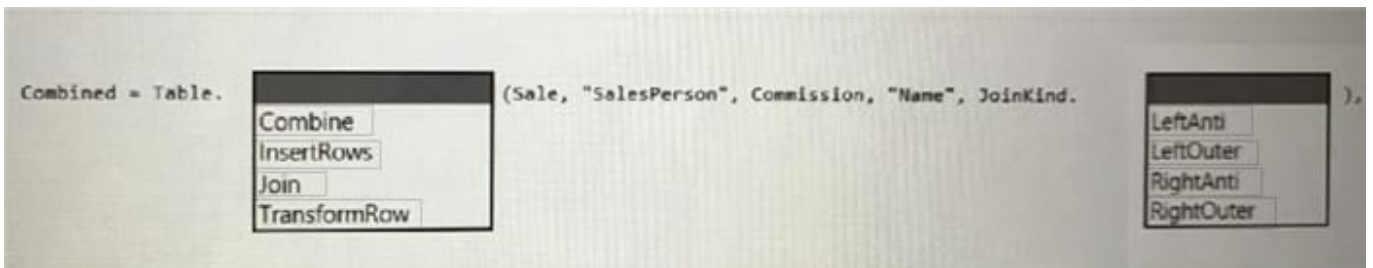 Combined = Table. (Sale, "SalesPerson", Commission, "Name", JoinKind. ),
Combine
InsertRows
Join
TransformRow
LeftAnti
LeftOuter
RightAnti
RightOuter